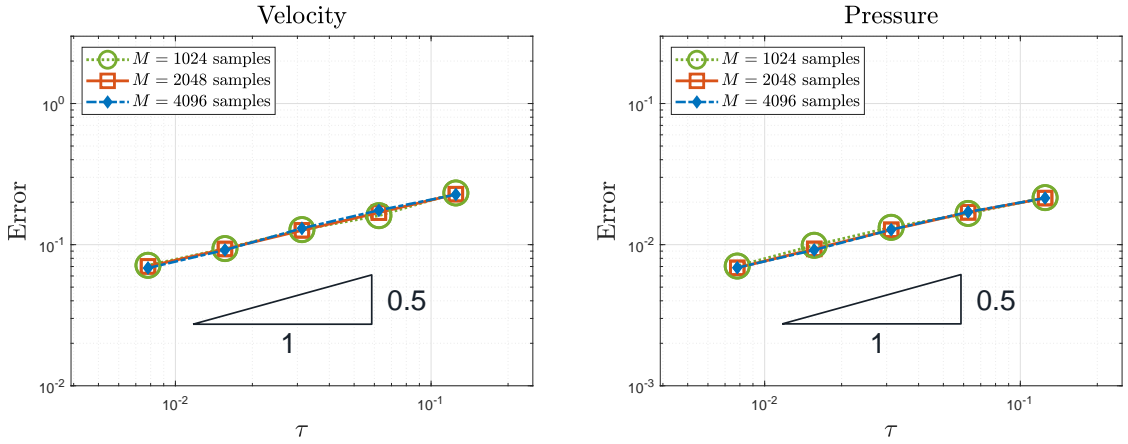 Velocity
M = 1024 samples
M = 2048 samples
M = 4096 samples
10^0
10^-1
10^-2
Error
0.5
1
10^-2
10^-1
τ
Pressure
M = 1024 samples
M = 2048 samples
M = 4096 samples
10^-1
10^-2
10^-3
Error
0.5
1
10^-2
10^-1
τ